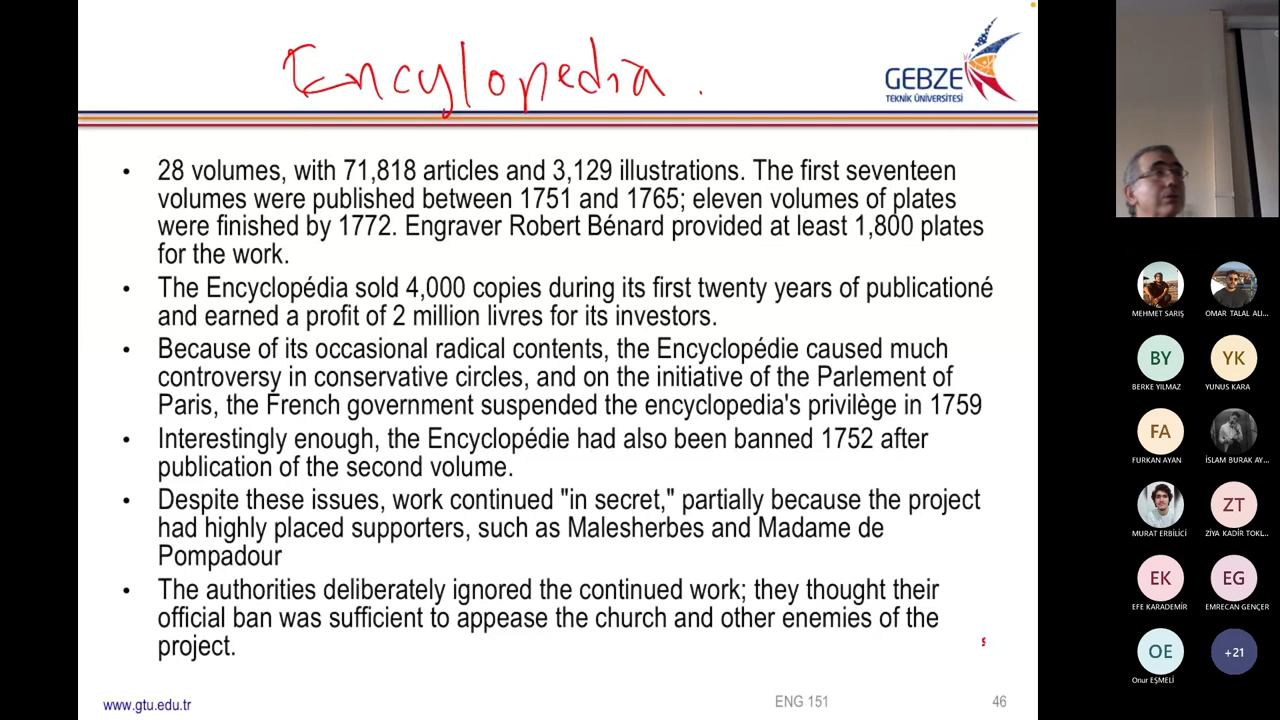 Encylopedia.
GEBZE
TEKNİK ÜNİVERSİTESİ
• 28 volumes, with 71,818 articles and 3,129 illustrations. The first seventeen
volumes were published between 1751 and 1765; eleven volumes of plates
were finished by 1772. Engraver Robert Bénard provided at least 1,800 plates
for the work.
• The Encyclopédia sold 4,000 copies during its first twenty years of publicationé
and earned a profit of 2 million livres for its investors.
• Because of its occasional radical contents, the Encyclopédie caused much
controversy in conservative circles, and on the initiative of the Parlement of
Paris, the French government suspended the encyclopedia's privilège in 1759
• Interestingly enough, the Encyclopédie had also been banned 1752 after
publication of the second volume.
• Despite these issues, work continued "in secret," partially because the project
had highly placed supporters, such as Malesherbes and Madame de
Pompadour
• The authorities deliberately ignored the continued work; they thought their
official ban was sufficient to appease the church and other enemies of the
project.
www.gtu.edu.tr
ENG 151
46
MEHMET SARIŞ
OMAR TALAL ALI...
BY
YK
BERKE YILMAZ
YUNUS KARA
FA
FURKAN AYAN
İSLAM BURAK AY...
ZT
MURAT ERBİLİCİ
ZİYA KADİR TOKL...
EK
EG
EFE KARADEMİR
EMRECAN GENÇER
OE
+21
Onur EŞMELİ